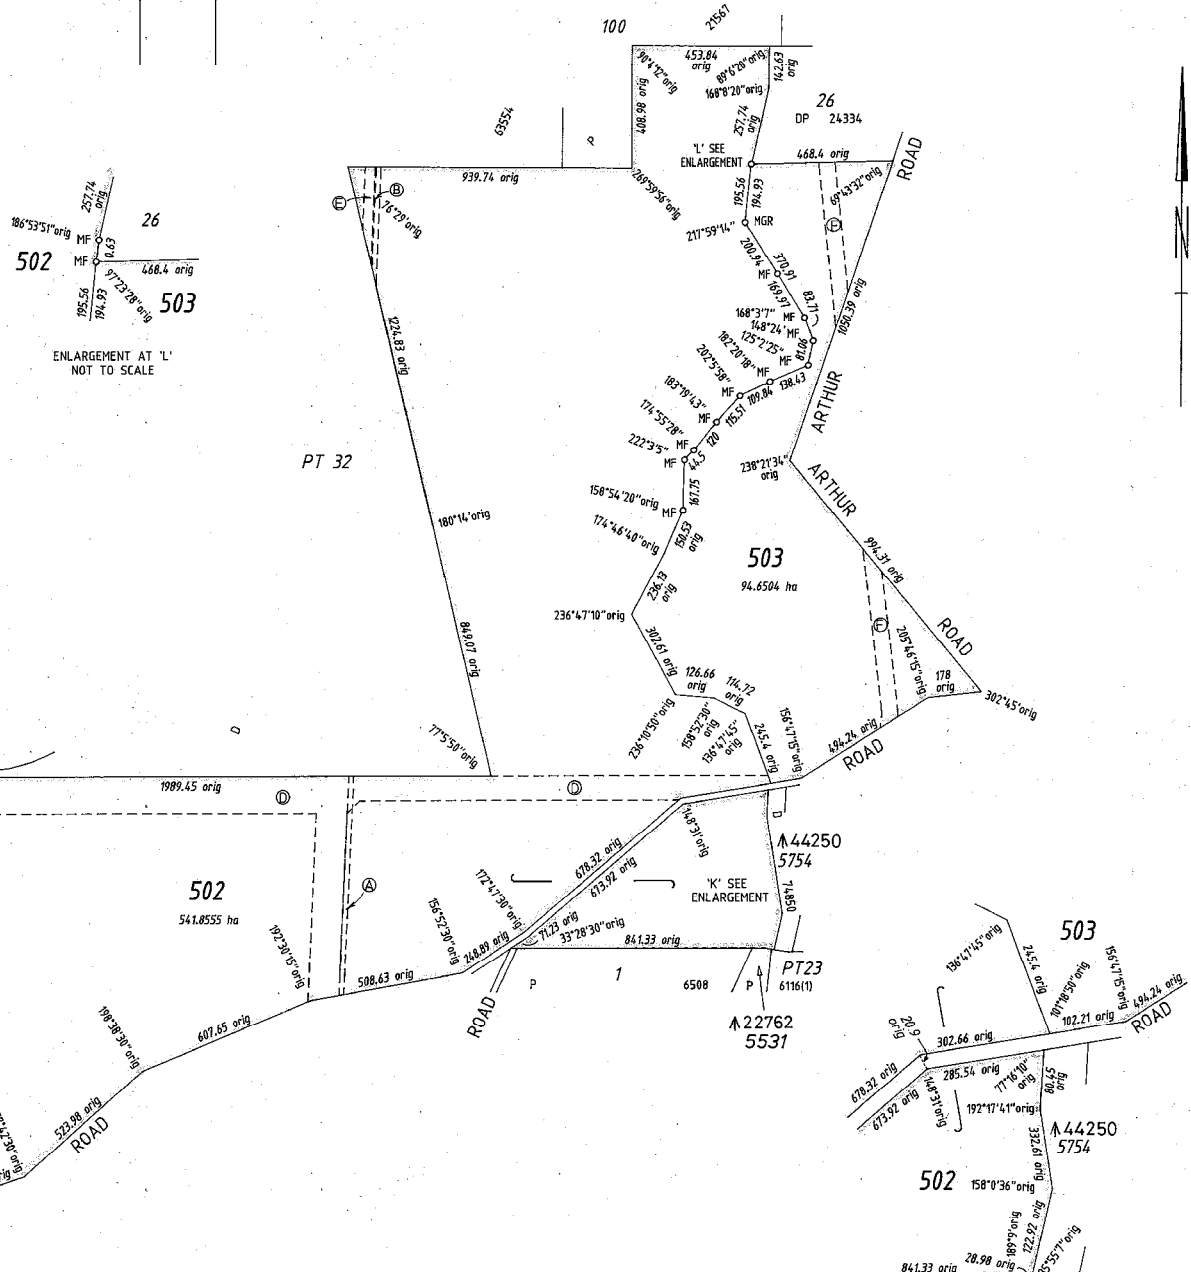 100
21567
453.84
orig
90°4'12"orig
89°6'20"orig
142.63
orig
168°8'20"orig
408.98 orig
257.74
orig
26
DP 24334
63554
P
'L' SEE
ENLARGEMENT
468.4 orig
ROAD
939.74 orig
269°59'56"orig
69°43'32"orig
E
B
76°29'orig
195.56
194.93
217°59'14"
MGR
E
257.74
orig
186°53'51"orig
MF
0.63
26
502
MF
468.4 orig
97°23'28"orig
195.56
194.93
503
ENLARGEMENT AT 'L'
NOT TO SCALE
200.94
370.91
MF
169.97
83.71
1050.39 orig
168°3'7"
MF
148°24'
MF
125°2'25"
MF
81.06
182°20'18"
MF
138.43
202°5'58"
MF
109.84
183°19'43"
MF
115.51
174°55'28"
MF
120
222°3'5"
MF
44.5
ARTHUR
1224.83 orig
PT 32
238°21'34"
orig
ARTHUR
158°54'20"orig
167.75
MF
180°14'orig
174°46'40"orig
150.53
orig
503
94.6504 ha
994.31 orig
236.13
orig
236°47'10"orig
E
ROAD
849.07 orig
302.61 orig
205°46'15"orig
126.66
orig
114.72
orig
178
orig
302°45'orig
236°10'50"orig
158°52'30"
orig
136°47'45"
orig
245.4 orig
156°47'15"orig
494.24 orig
ROAD
D
77°5'50"orig
1989.45 orig
D
D
148°31'orig
D
44250
5754
678.32 orig
673.92 orig
'K' SEE
ENLARGEMENT
74850
502
541.8555 ha
A
172°47'30"orig
71.23 orig
33°28'30"orig
156°52'30"orig
248.89 orig
841.33 orig
192°30'15"orig
508.63 orig
ROAD
P
1
6508
P
PT23
6116(1)
22762
5531
198°38'30"orig
607.65 orig
523.98 orig
ROAD
136°47'45"orig
503
245.4 orig
101°18'50"orig
156°47'15"orig
494.24 orig
102.21 orig
ROAD
20.9
orig
302.66 orig
678.32 orig
285.54 orig
77°16'10"
orig
80.45
orig
673.92 orig
148°31'orig
192°17'41"orig
44250
5754
332.61 orig
502
158°0'36"orig
189°9'orig
122.92 orig
28.98 orig
841.33 orig